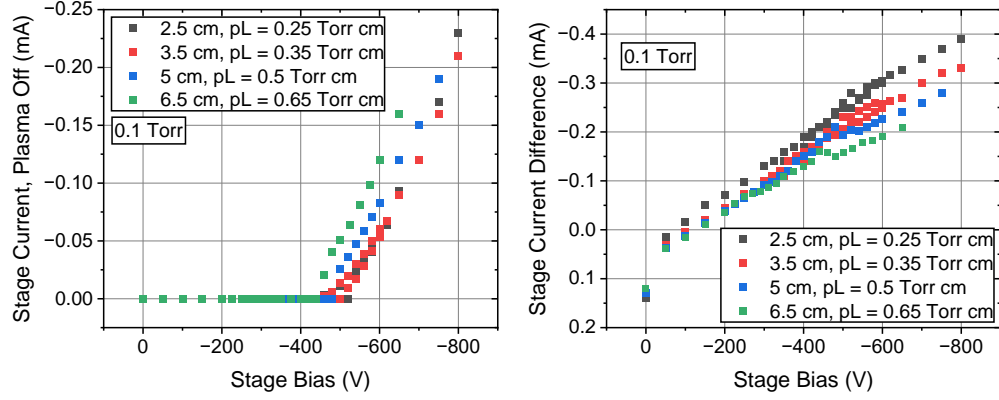 −0.25
−0.20
−0.15
−0.10
−0.05
0.00
Stage Current, Plasma Off (mA)
2.5 cm, pL = 0.25 Torr cm
3.5 cm, pL = 0.35 Torr cm
5 cm, pL = 0.5 Torr cm
6.5 cm, pL = 0.65 Torr cm
0.1 Torr
0
−200
−400
−600
−800
Stage Bias (V)
−0.4
−0.3
−0.2
−0.1
0.0
0.1
0.2
Stage Current Difference (mA)
0.1 Torr
2.5 cm, pL = 0.25 Torr cm
3.5 cm, pL = 0.35 Torr cm
5 cm, pL = 0.5 Torr cm
6.5 cm, pL = 0.65 Torr cm
0
−200
−400
−600
−800
Stage Bias (V)